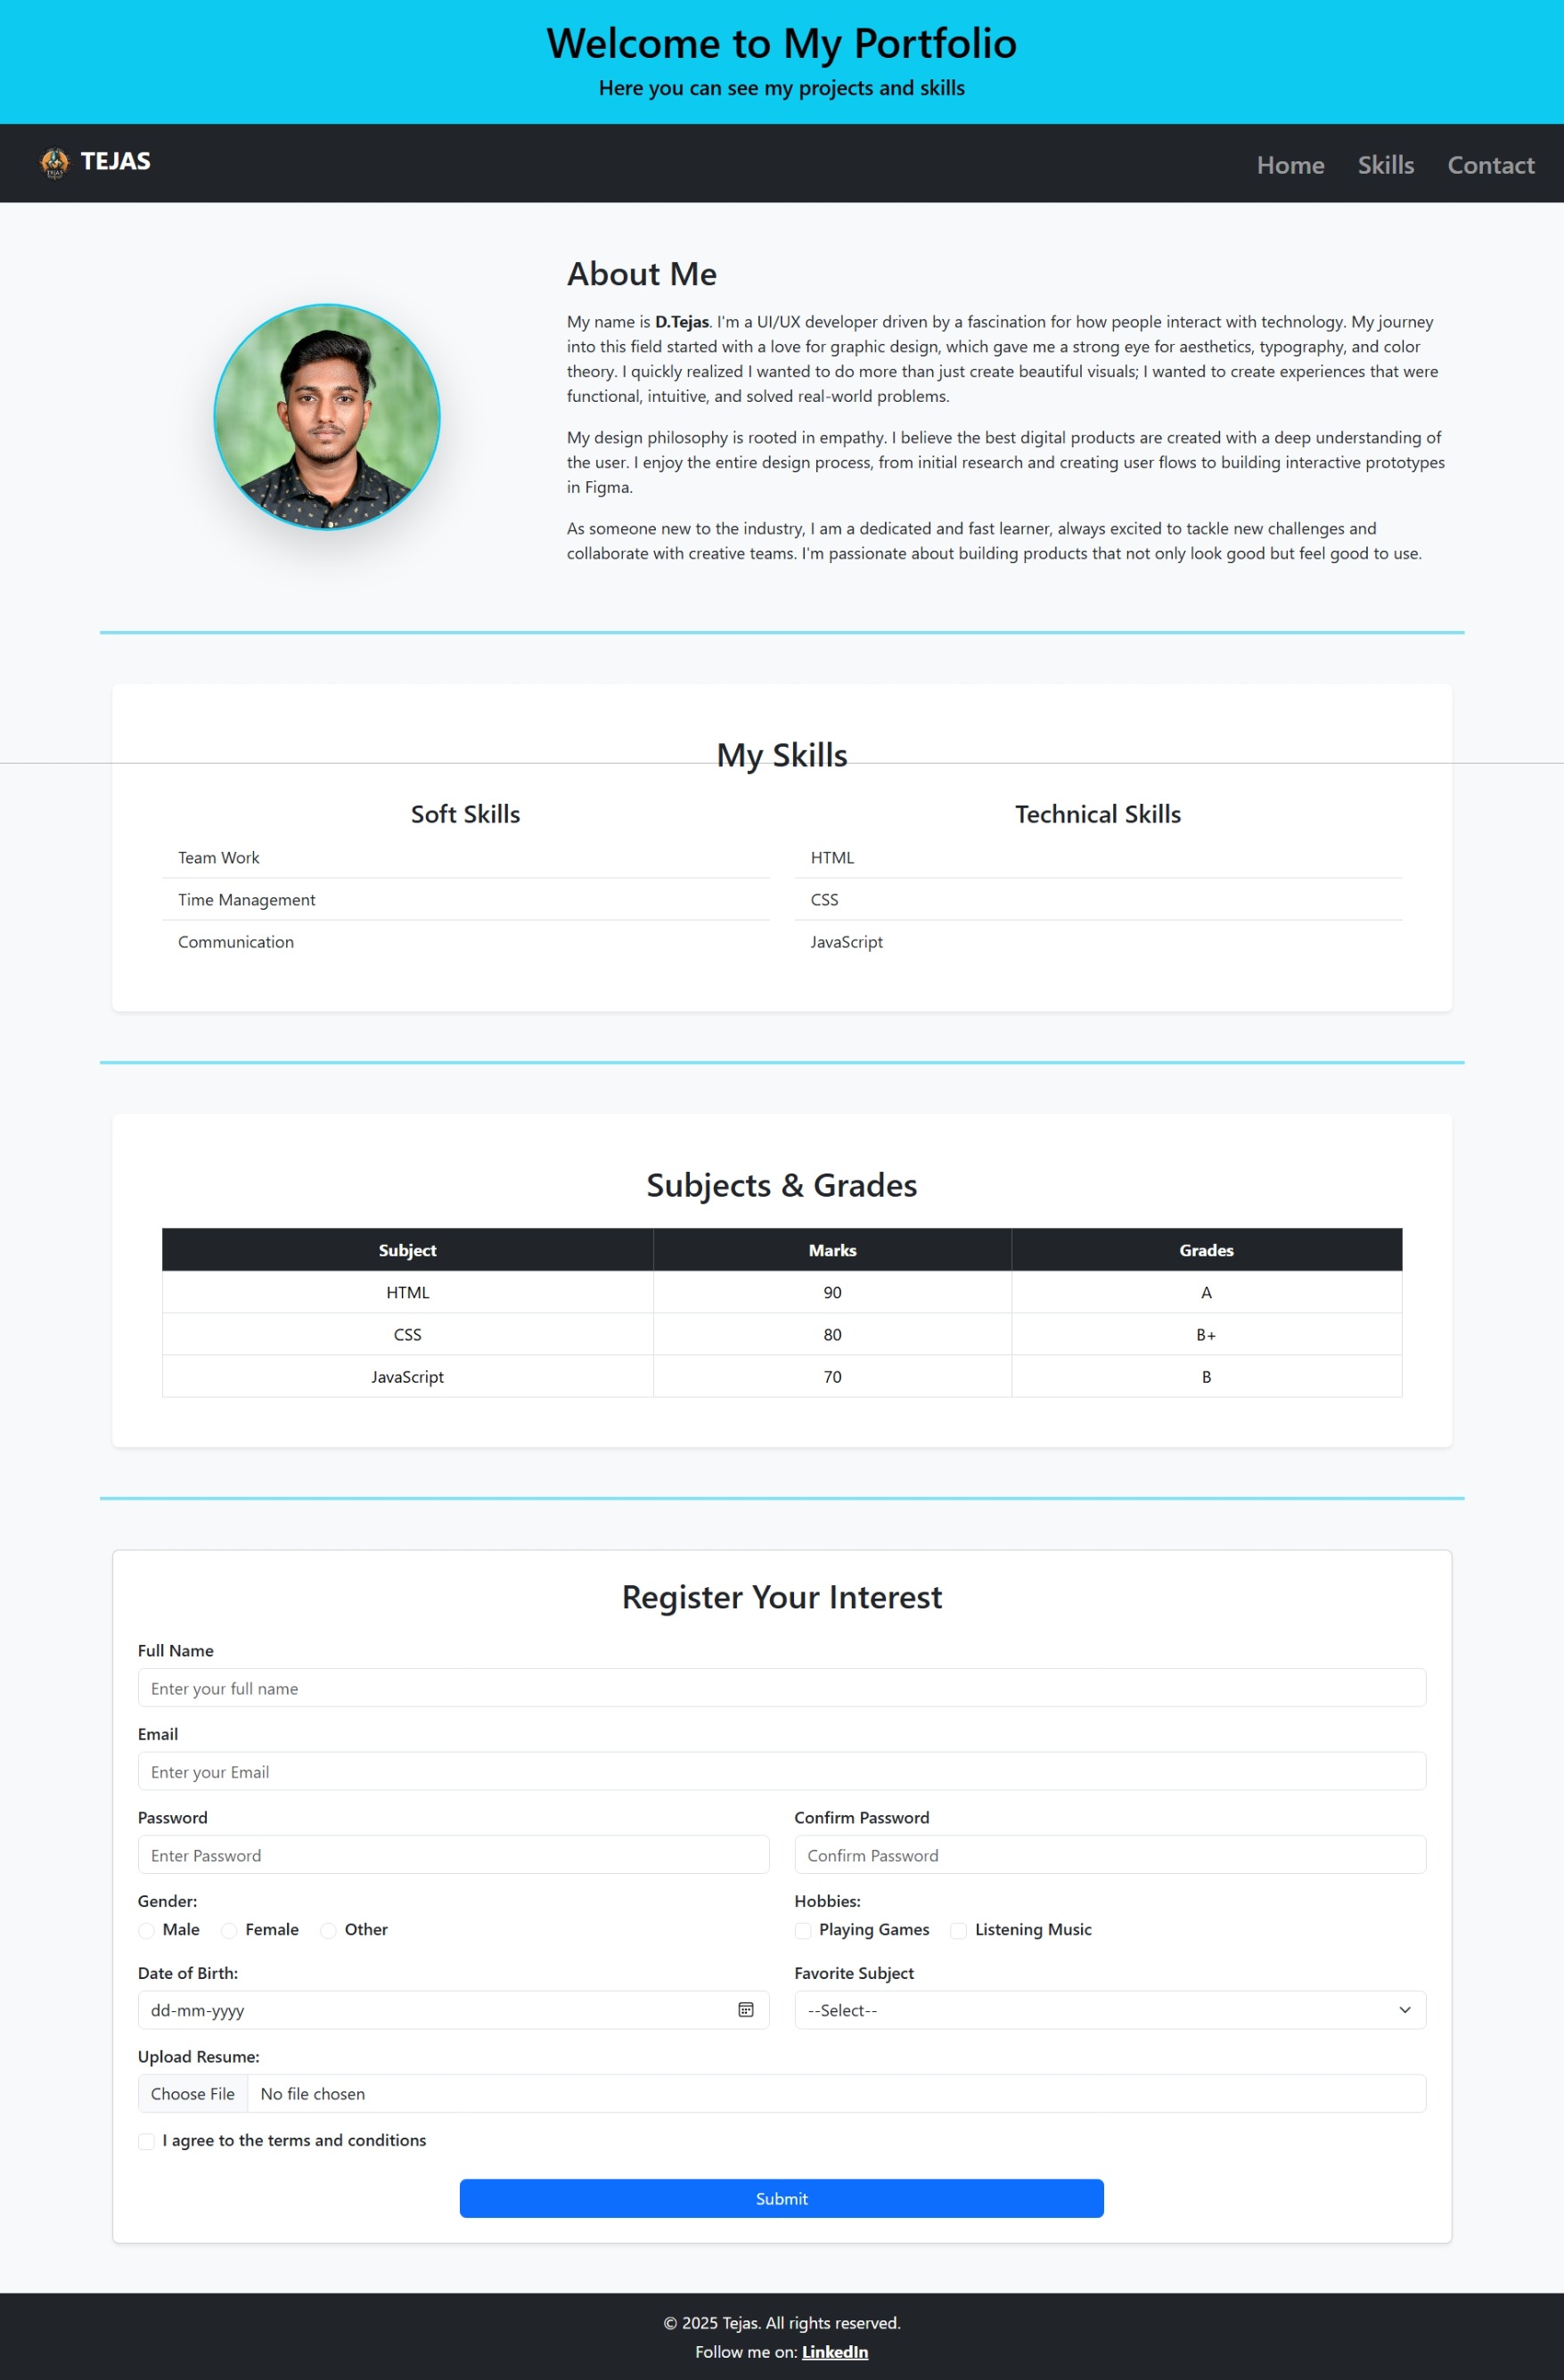 Welcome to My Portfolio
Here you can see my projects and skills
TEJAS
Home Skills Contact
About Me
My name is D.Tejas. I'm a UI/UX developer driven by a fascination for how people interact with technology. My journey
into this field started with a love for graphic design, which gave me a strong eye for aesthetics, typography, and color
theory. I quickly realized I wanted to do more than just create beautiful visuals; I wanted to create experiences that were
functional, intuitive, and solved real-world problems.
My design philosophy is rooted in empathy. I believe the best digital products are created with a deep understanding of
the user. I enjoy the entire design process, from initial research and creating user flows to building interactive prototypes
in Figma.
As someone new to the industry, I am a dedicated and fast learner, always excited to tackle new challenges and
collaborate with creative teams. I'm passionate about building products that not only look good but feel good to use.
My Skills
Soft Skills
Team Work
Time Management
Communication
Technical Skills
HTML
CSS
JavaScript
Subjects & Grades
Subject Marks Grades
HTML 90 A
CSS 80 B+
JavaScript 70 B
Register Your Interest
Full Name
Enter your full name
Email
Enter your Email
Password
Enter Password
Confirm Password
Confirm Password
Gender:
Male Female Other
Hobbies:
Playing Games Listening Music
Date of Birth:
dd-mm-yyyy
Favorite Subject
--Select--
Upload Resume:
Choose File No file chosen
I agree to the terms and conditions
Submit
© 2025 Tejas. All rights reserved.
Follow me on: LinkedIn